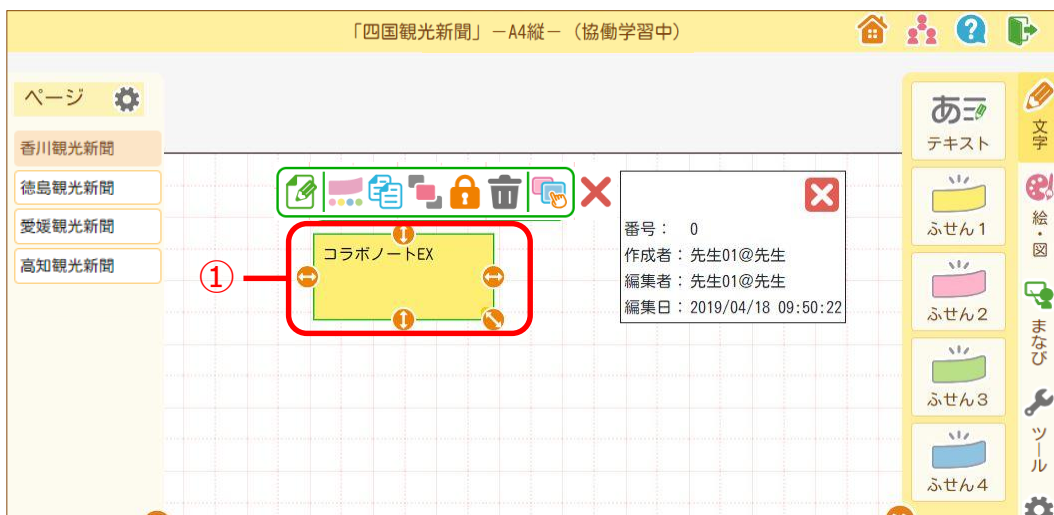 「四国観光新聞」－A4縦－（協働学習中）
ページ
香川観光新聞
徳島観光新聞
愛媛観光新聞
高知観光新聞
①
コラボノートEX
番号： 0
作成者：先生01@先生
編集者：先生01@先生
編集日：2019/04/18 09:50:22
あ
テキスト
ふせん1
ふせん2
ふせん3
ふせん4
文字
絵・図
まなび
ツール